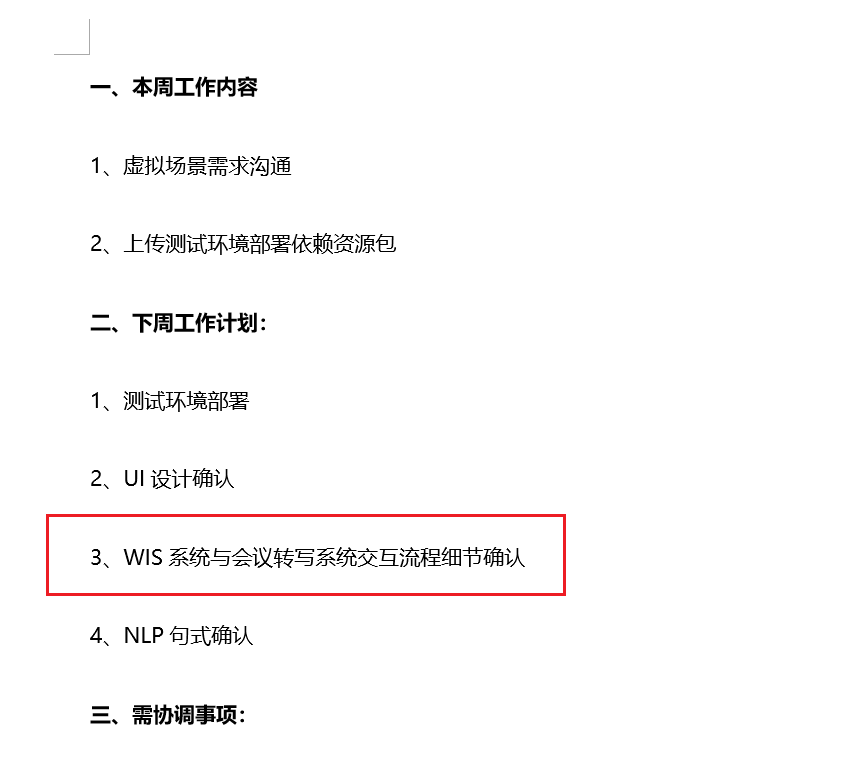 一、本周工作内容
1、虚拟场景需求沟通
2、上传测试环境部署依赖资源包
二、下周工作计划：
1、测试环境部署
2、UI 设计确认
3、WIS 系统与会议转写系统交互流程细节确认
4、NLP 句式确认
三、需协调事项：